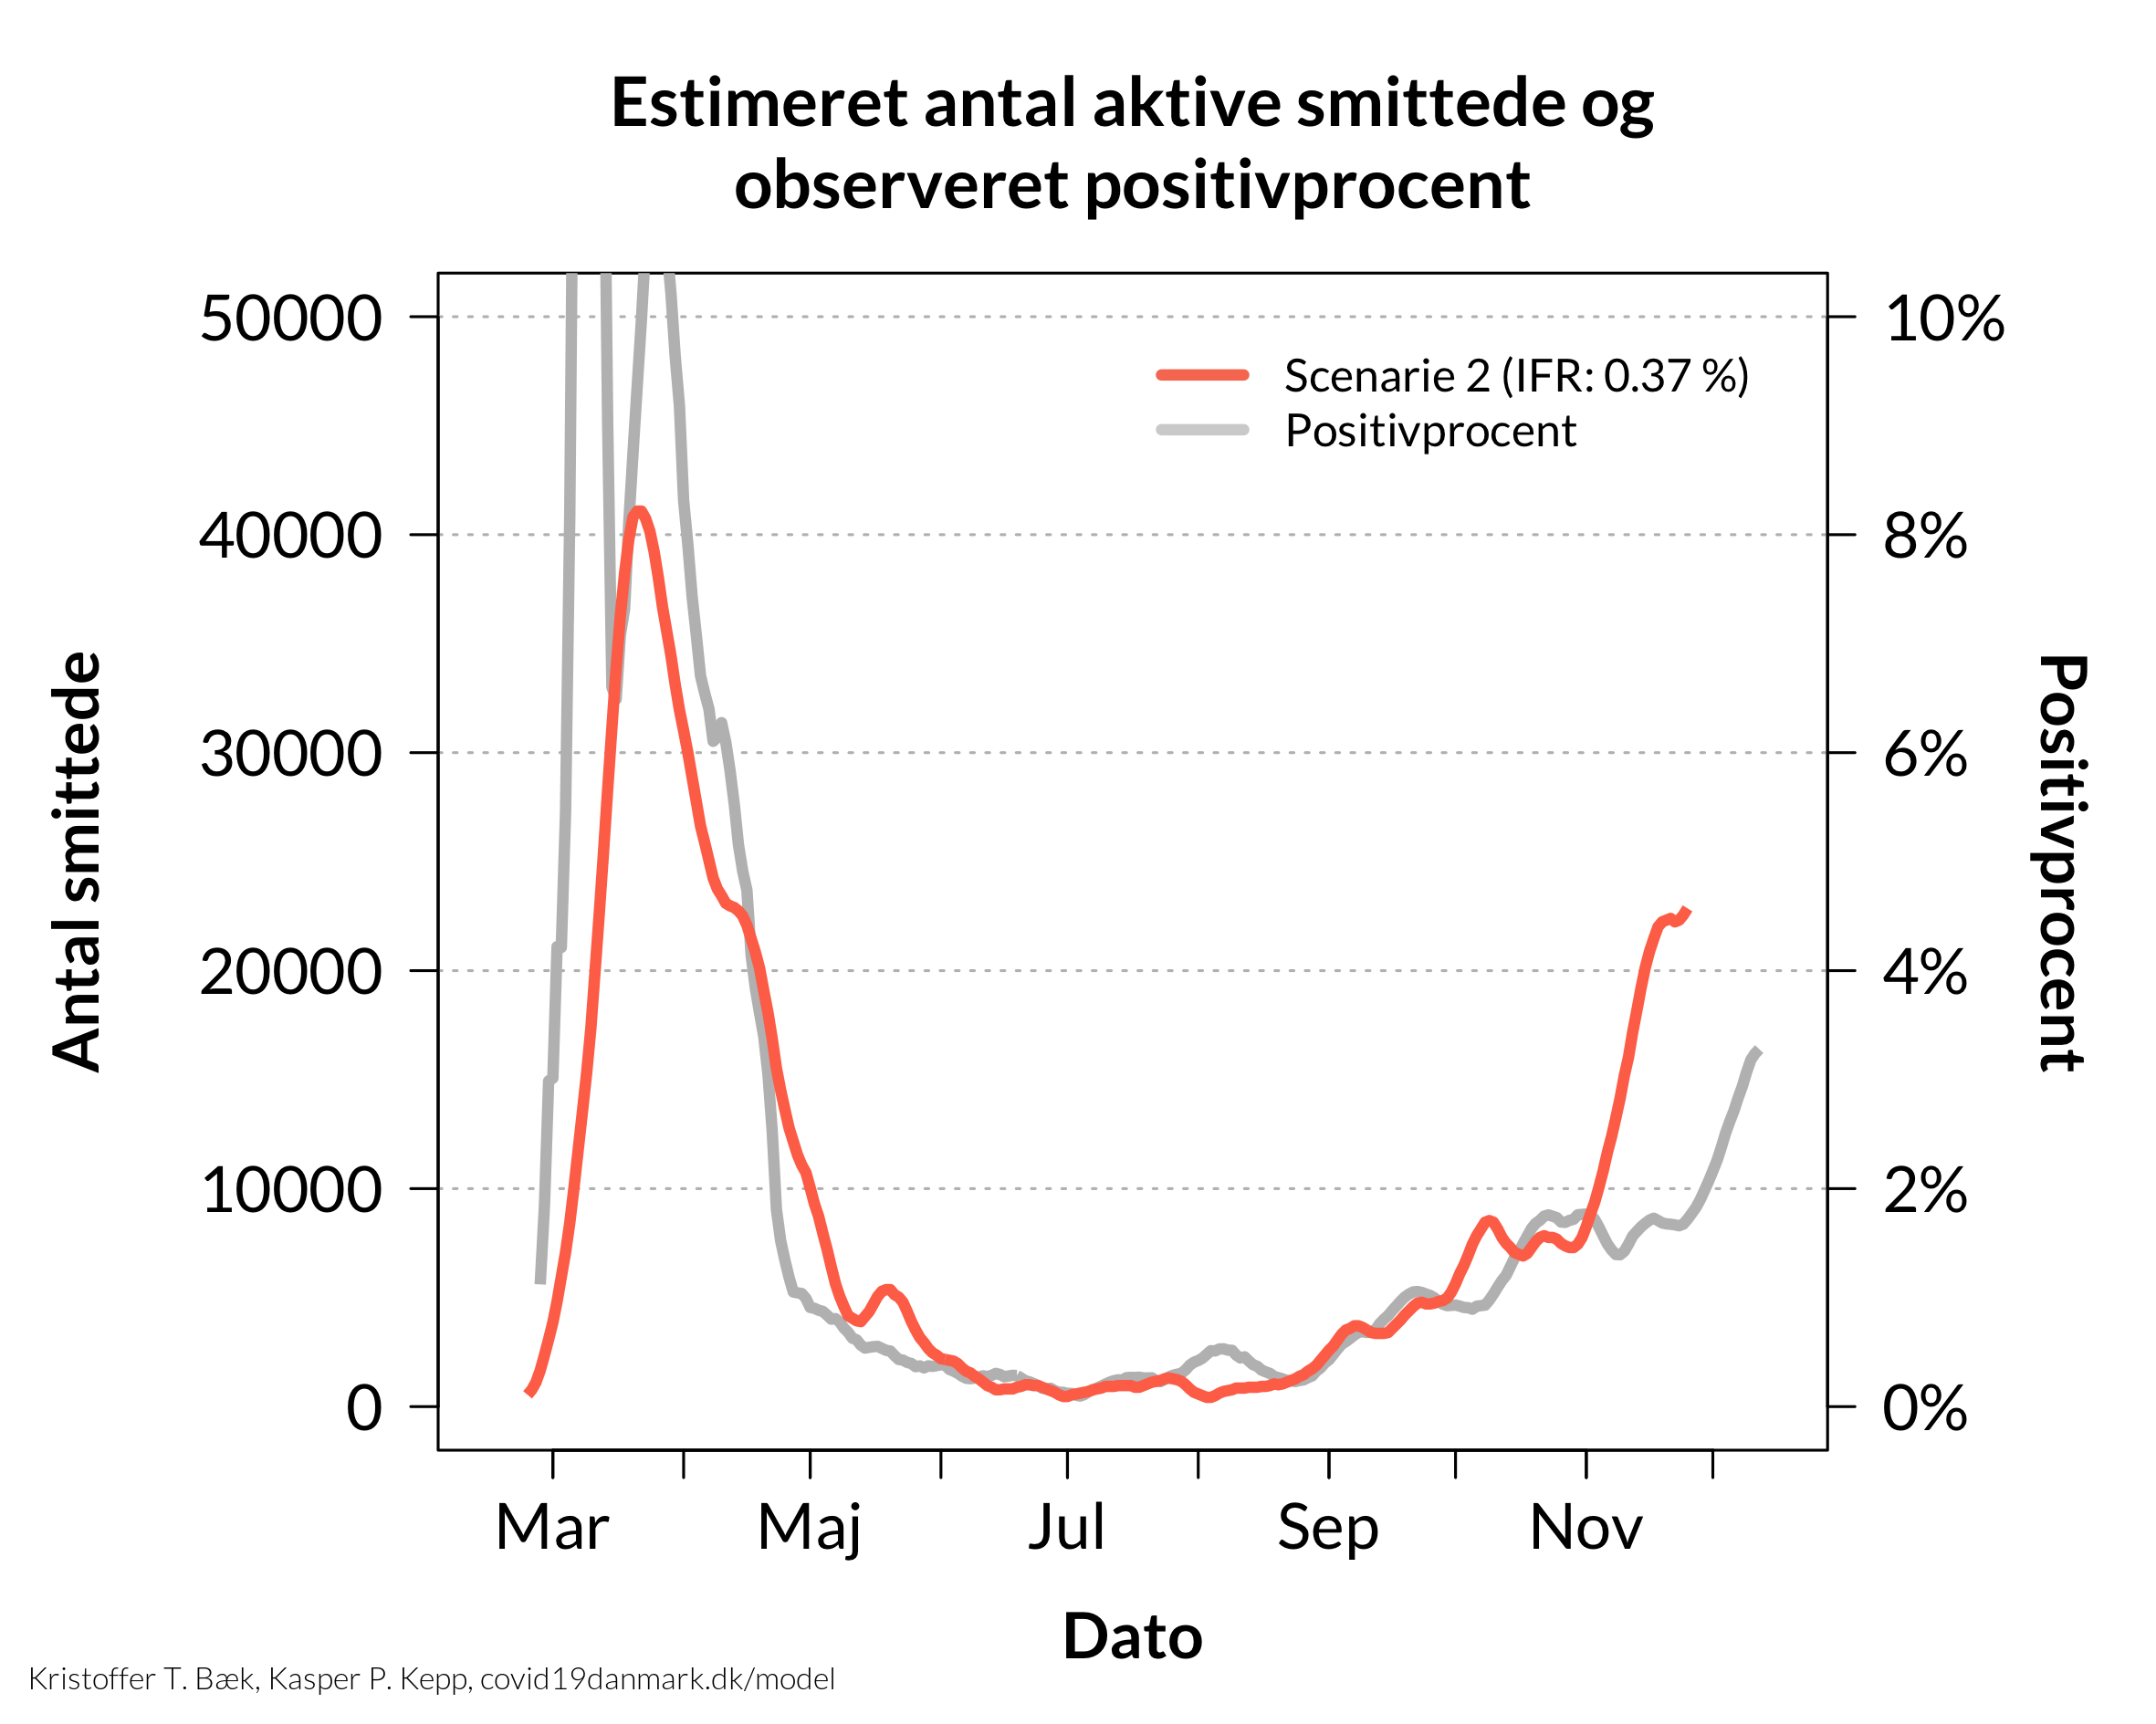 Estimeret antal aktive smittede og
observeret positivprocent
50000
40000
30000
20000
10000
0
Antal smittede
10%
8%
6%
4%
2%
0%
Positivprocent
Scenarie 2 (IFR: 0.37 %)
Positivprocent
Mar
Maj
Jul
Sep
Nov
Dato
Kristoffer T. Bæk, Kasper P. Kepp, covid19danmark.dk/model